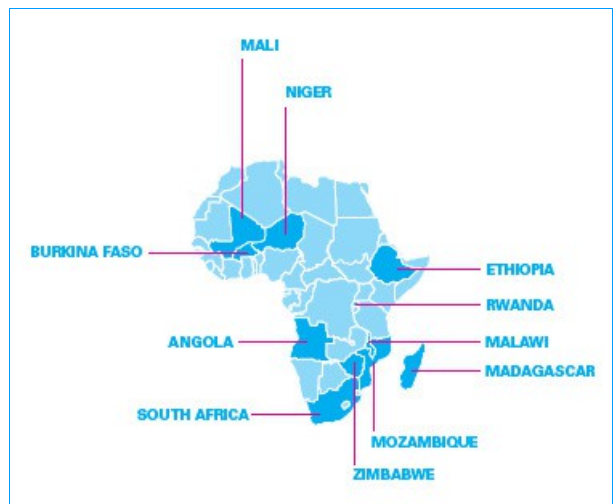 MALI
NIGER
BURKINA FASO
ETHIOPIA
RWANDA
ANGOLA
MALAWI
MADAGASCAR
SOUTH AFRICA
MOZAMBIQUE
ZIMBABWE